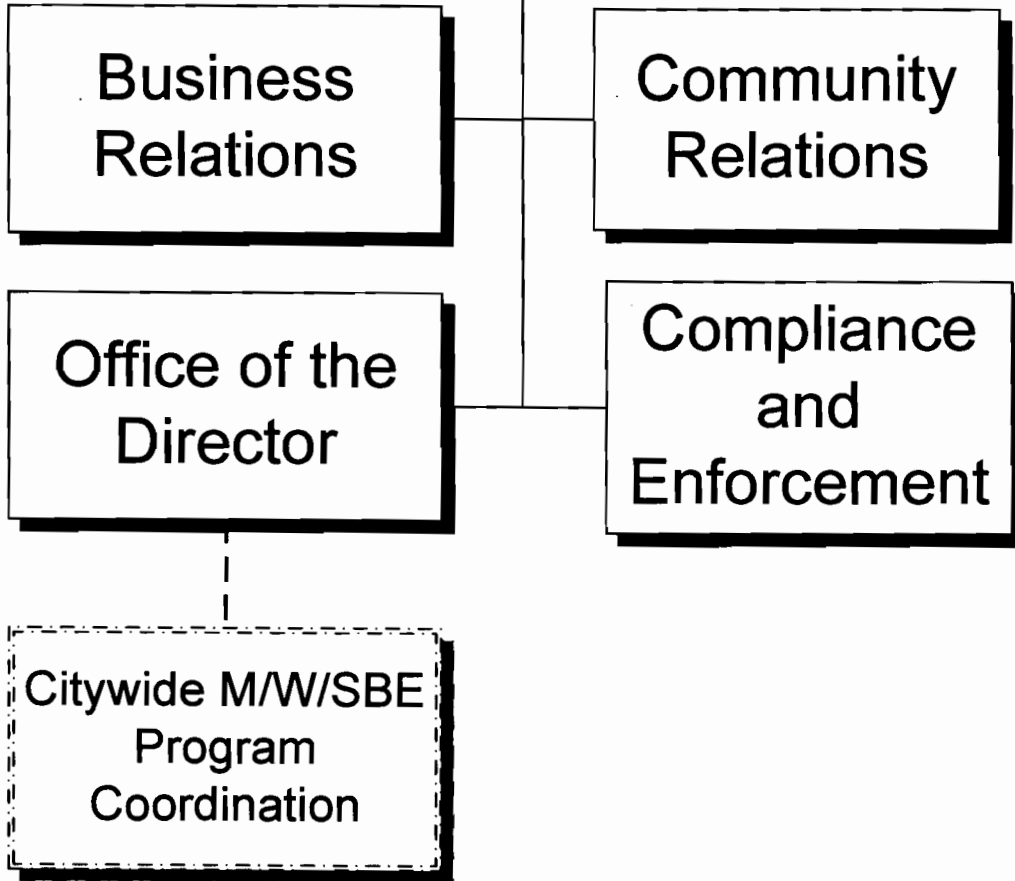 Business
Relations
Community
Relations
Office of the
Director
Compliance
and
Enforcement
Citywide M/W/SBE
Program
Coordination